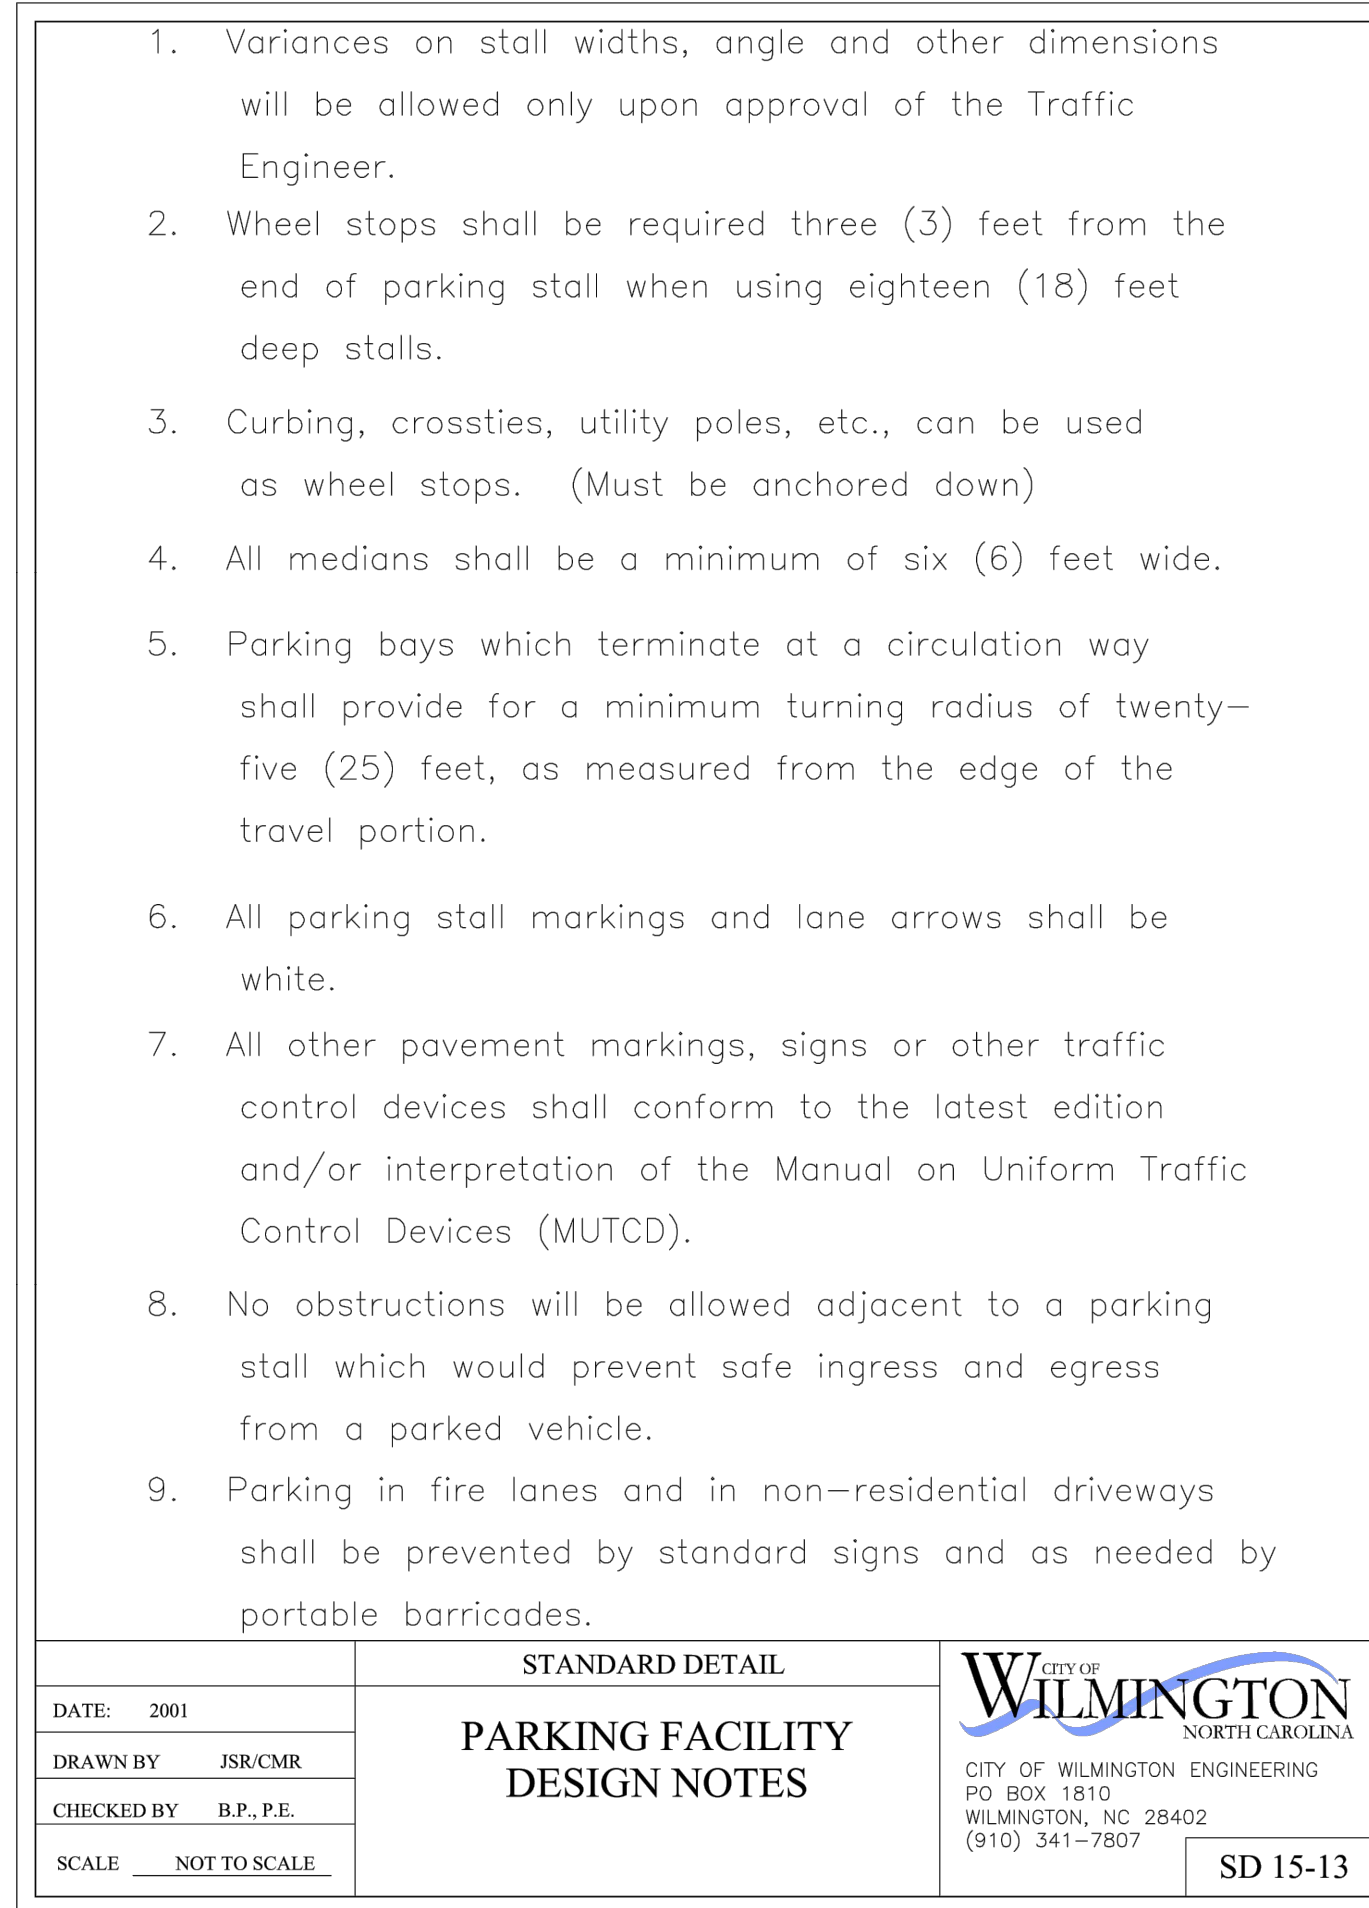 1. Variances on stall widths, angle and other dimensions
will be allowed only upon approval of the Traffic
Engineer.
2. Wheel stops shall be required three (3) feet from the
end of parking stall when using eighteen (18) feet
deep stalls.
3. Curbing, crossties, utility poles, etc., can be used
as wheel stops. (Must be anchored down)
4. All medians shall be a minimum of six (6) feet wide.
5. Parking bays which terminate at a circulation way
shall provide for a minimum turning radius of twenty-
five (25) feet, as measured from the edge of the
travel portion.
6. All parking stall markings and lane arrows shall be
white.
7. All other pavement markings, signs or other traffic
control devices shall conform to the latest edition
and/or interpretation of the Manual on Uniform Traffic
Control Devices (MUTCD).
8. No obstructions will be allowed adjacent to a parking
stall which would prevent safe ingress and egress
from a parked vehicle.
9. Parking in fire lanes and in non-residential driveways
shall be prevented by standard signs and as needed by
portable barricades.
DATE: 2001
DRAWN BY JSR/CMR
CHECKED BY B.P., P.E.
SCALE NOT TO SCALE
STANDARD DETAIL
PARKING FACILITY
DESIGN NOTES
CITY OF
WILMINGTON
NORTH CAROLINA
CITY OF WILMINGTON ENGINEERING
PO BOX 1810
WILMINGTON, NC 28402
(910) 341-7807
SD 15-13